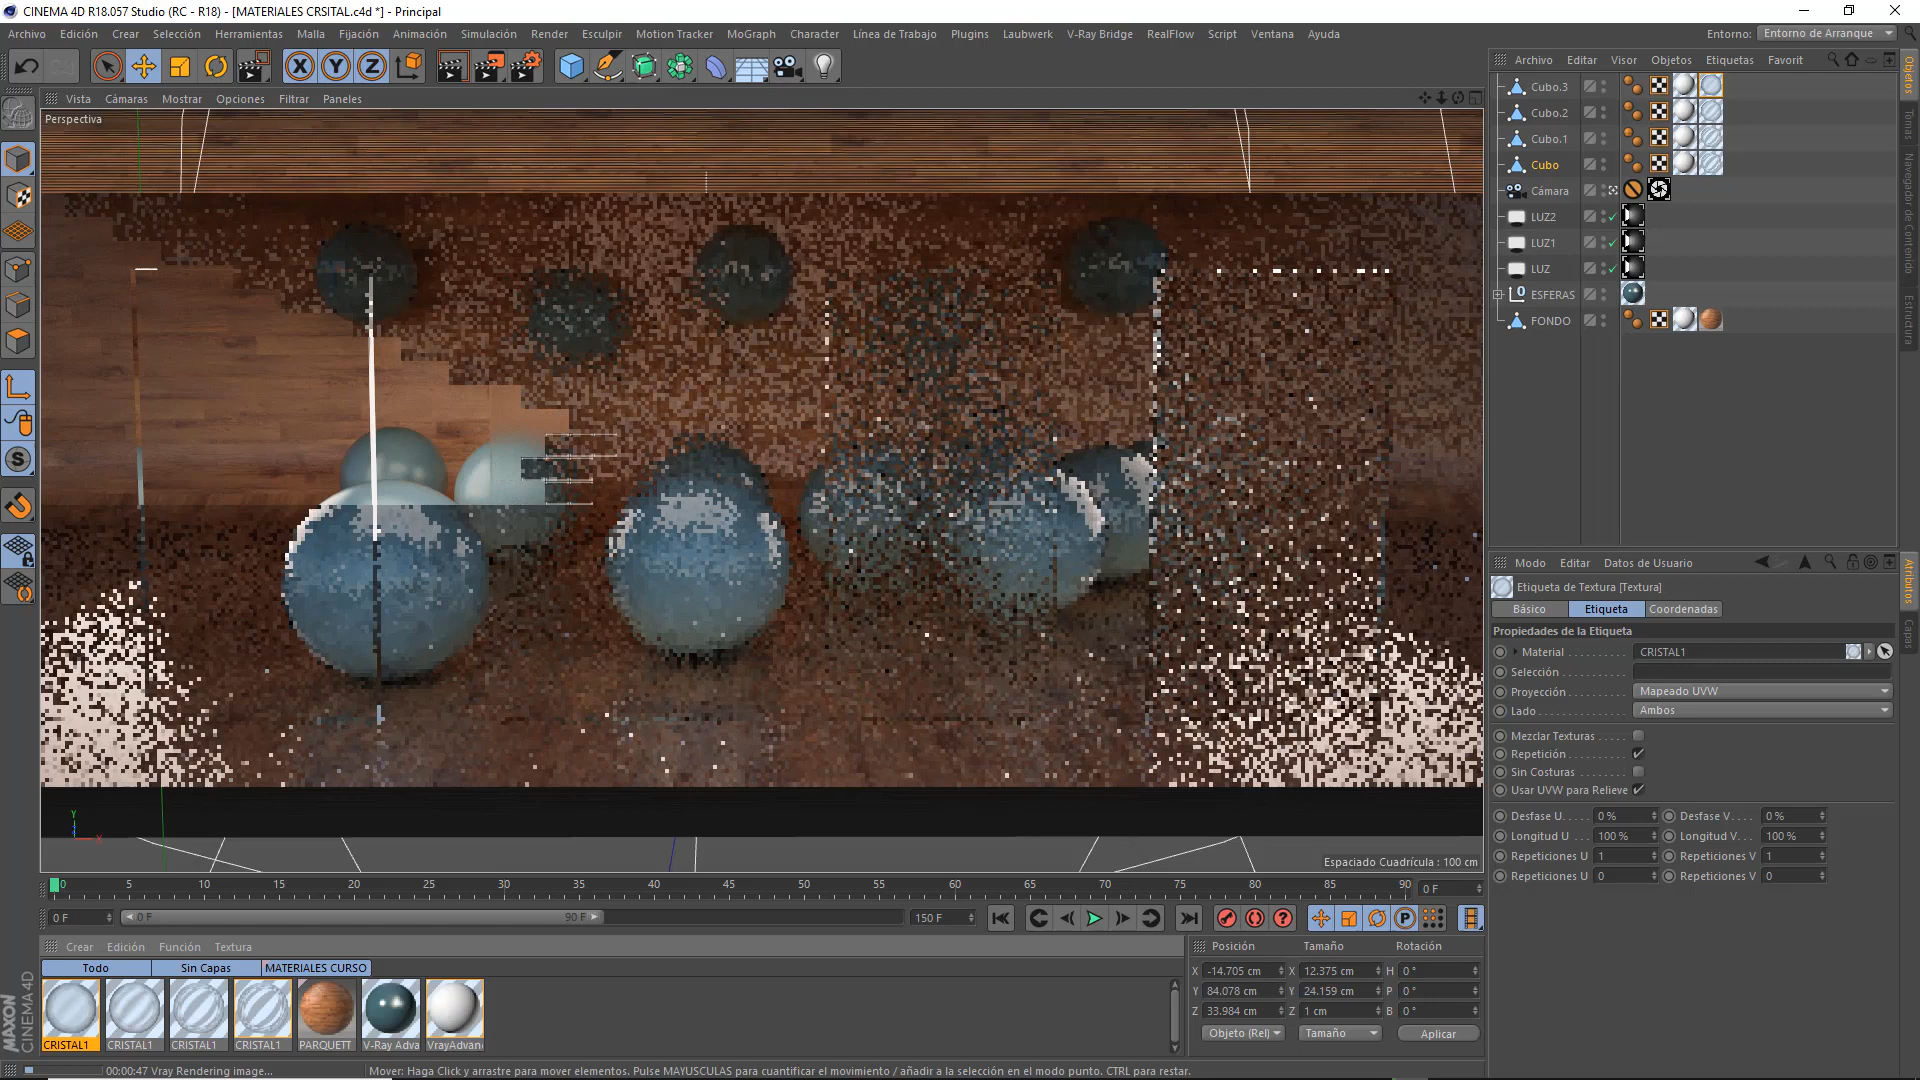 CINEMA 4D R18.057 Studio (RC - R18) - [MATERIALES CRSITAL.c4d *] - Principal
Archivo Edición Crear Selección Herramientas Malla Fijación Animación Simulación Render Esculpir Motion Tracker MoGraph Character Línea de Trabajo Plugins Laubwerk V-Ray Bridge RealFlow Script Ventana Ayuda Entorno: Entorno de Arranque
X Y Z
Archivo Editar Visor Objetos Etiquetas Favorit
Vista Cámaras Mostrar Opciones Filtrar Paneles
Perspectiva
Cubo.3
Cubo.2
Cubo.1
Cubo
Cámara
LUZ2
LUZ1
LUZ
ESFERAS
FONDO
Objetos
Tomas
Navegador de Contenido
Estructura
Modo Editar Datos de Usuario
Etiqueta de Textura [Textura]
Básico Etiqueta Coordenadas
Propiedades de la Etiqueta
Material CRISTAL1
Selección
Proyección Mapeado UVW
Lado Ambos
Mezclar Texturas
Repetición
Sin Costuras
Usar UVW para Relieve
Desfase U 0 % Desfase V 0 %
Longitud U 100 % Longitud V 100 %
Repeticiones U 1 Repeticiones V 1
Repeticiones U 0 Repeticiones V 0
Atributos
Capas
Y
X
Espaciado Cuadrícula : 100 cm
0 5 10 15 20 25 30 35 40 45 50 55 60 65 70 75 80 85 90 0 F
0 F 0 F 90 F 150 F
Crear Edición Función Textura
Todo Sin Capas MATERIALES CURSO
CRISTAL1 CRISTAL1 CRISTAL1 CRISTAL1 PARQUETT V-Ray Adva VrayAdvan
Posición Tamaño Rotación
X -14.705 cm X 12.375 cm H 0 °
Y 84.078 cm Y 24.159 cm P 0 °
Z 33.984 cm Z 1 cm B 0 °
Objeto (Rel) Tamaño Aplicar
MAXON
CINEMA 4D
00:00:47 Vray Rendering image... Mover: Haga Click y arrastre para mover elementos. Pulse MAYUSCULAS para cuantificar el movimiento / añadir a la selección en el modo punto. CTRL para restar.